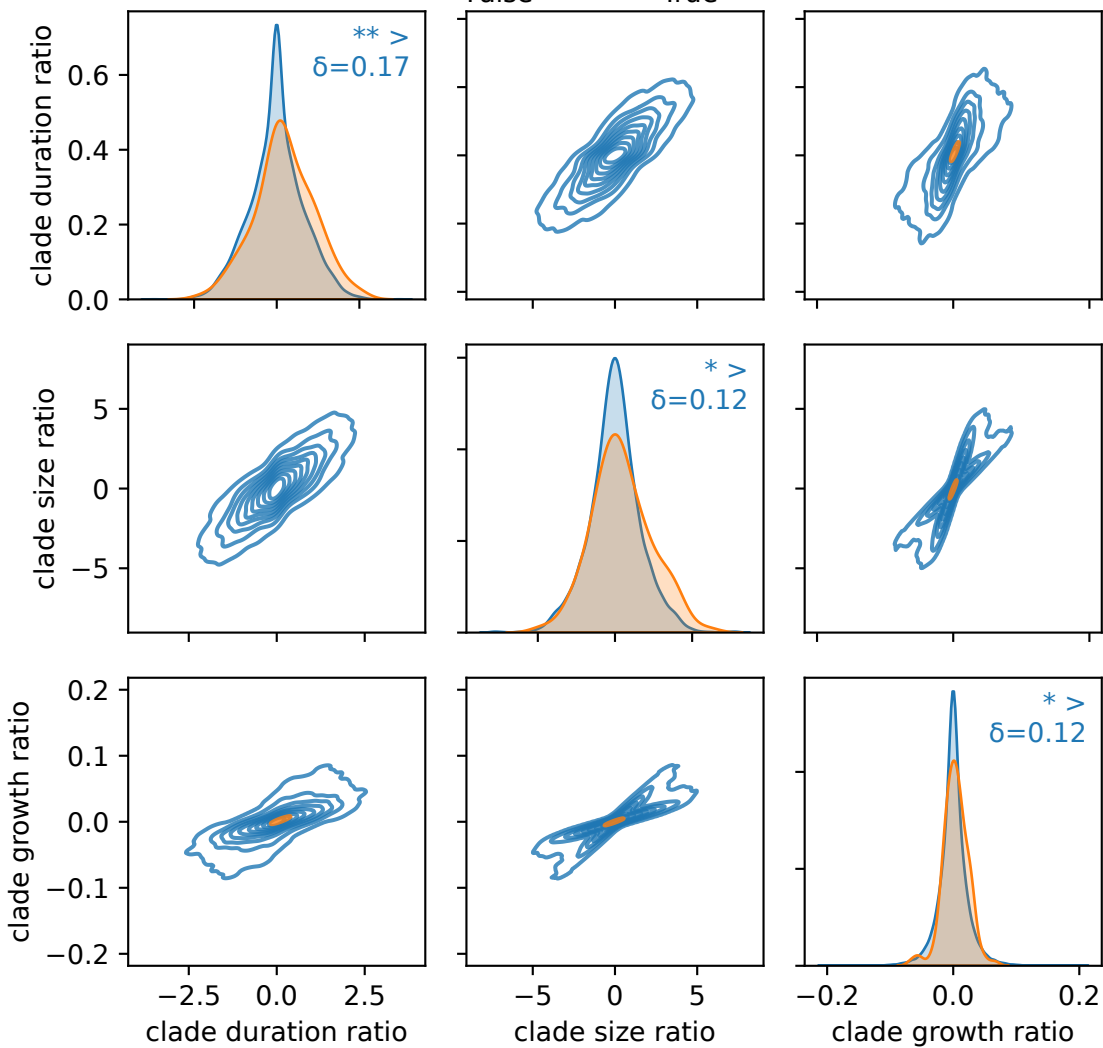 True
clade duration ratio
0.6
0.4
0.2
0.0
** >
δ=0.17
clade size ratio
5
0
−5
* >
δ=0.12
clade growth ratio
0.2
0.1
0.0
−0.1
−0.2
* >
δ=0.12
−2.5 0.0 2.5
−5 0 5
−0.2 0.0 0.2
clade duration ratio
clade size ratio
clade growth ratio